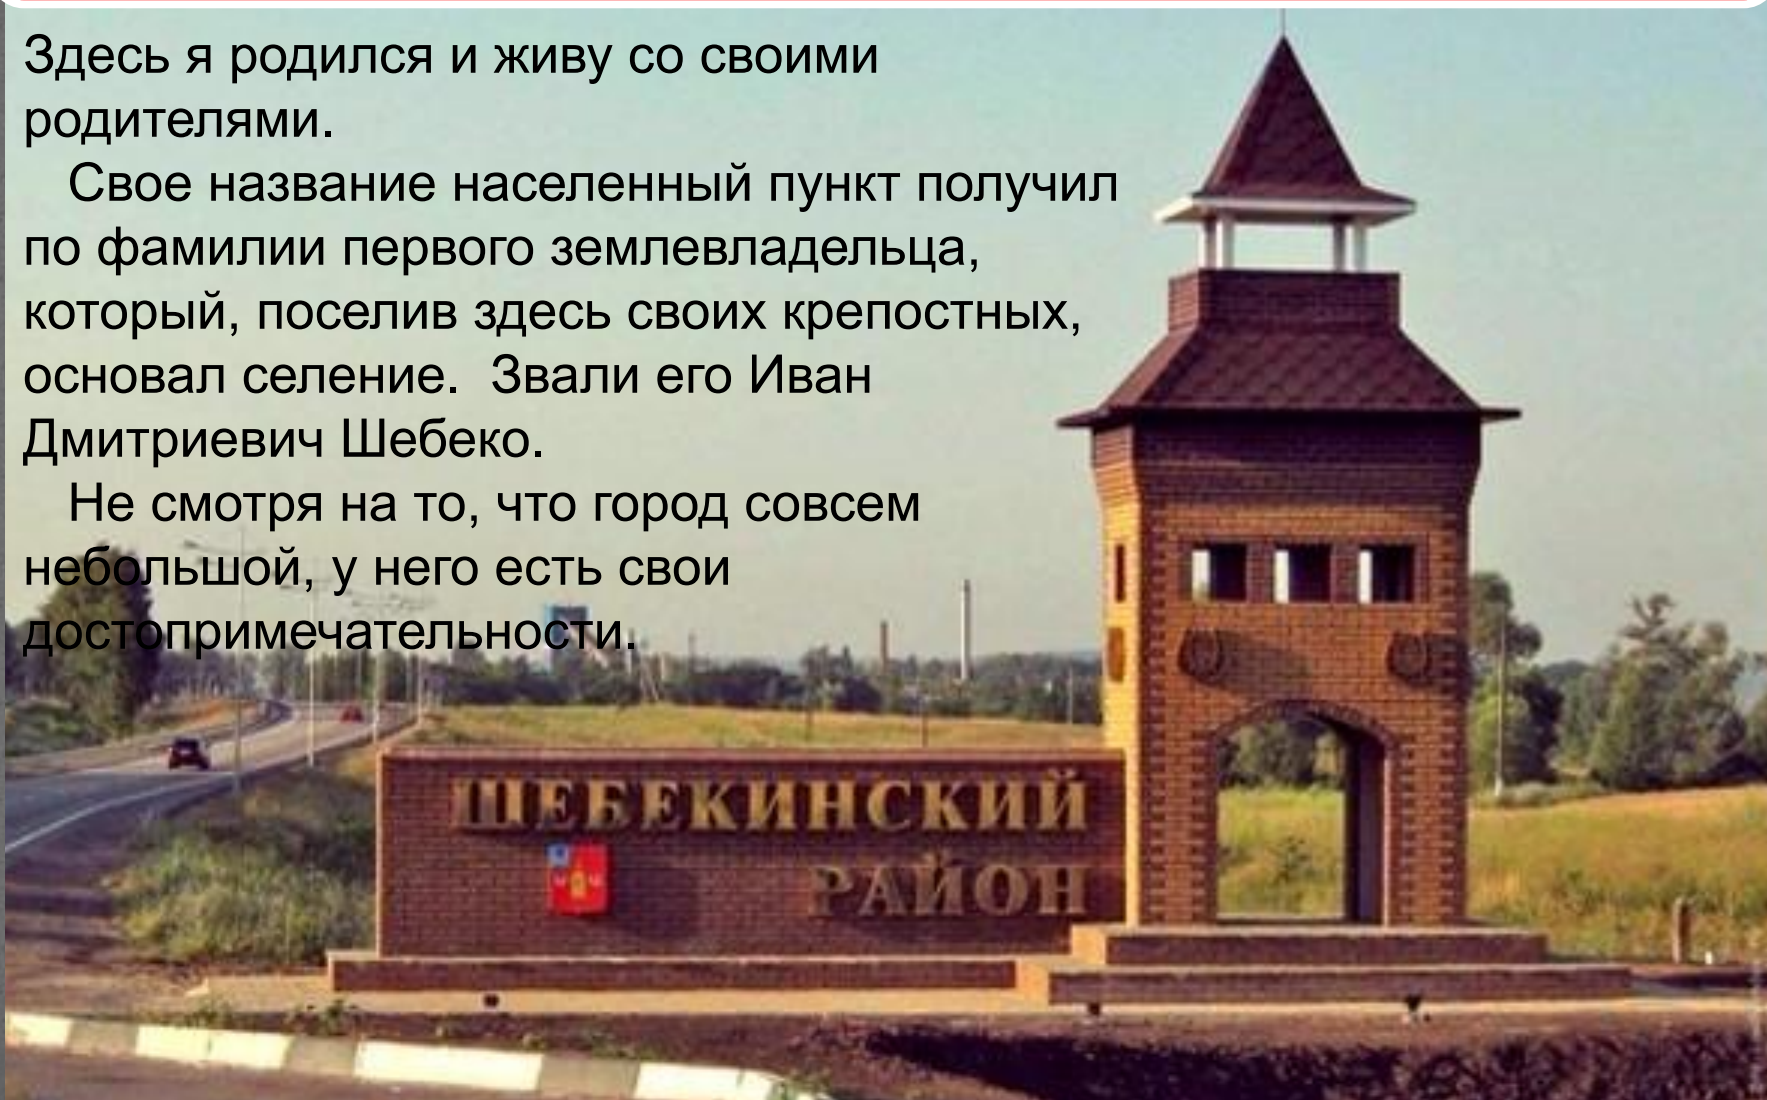 Здесь я родился и живу со своими
родителями.
Свое название населенный пункт получил
по фамилии первого землевладельца,
который, поселив здесь своих крепостных,
основал селение. Звали его Иван
Дмитриевич Шебеко.
Не смотря на то, что город совсем
небольшой, у него есть свои
достопримечательности.
ШЕБЕКИНСКИЙ
РАЙОН